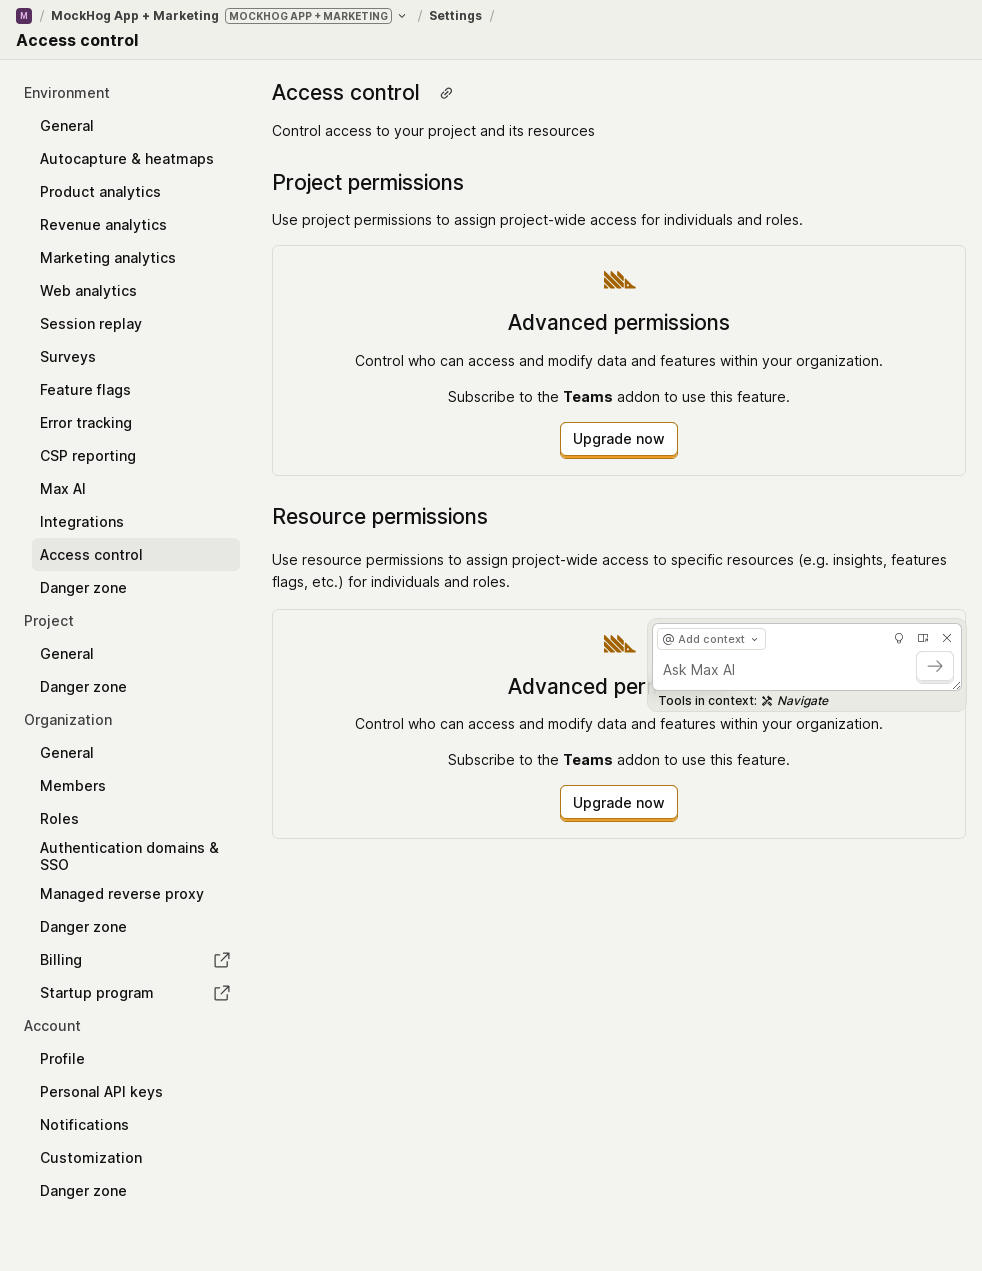 M / MockHog App + Marketing MOCKHOG APP + MARKETING / Settings /
Access control
Environment
General
Autocapture & heatmaps
Product analytics
Revenue analytics
Marketing analytics
Web analytics
Session replay
Surveys
Feature flags
Error tracking
CSP reporting
Max AI
Integrations
Access control
Danger zone
Project
General
Danger zone
Organization
General
Members
Roles
Authentication domains &
SSO
Managed reverse proxy
Danger zone
Billing
Startup program
Account
Profile
Personal API keys
Notifications
Customization
Danger zone
Access control
Control access to your project and its resources
Project permissions
Use project permissions to assign project-wide access for individuals and roles.
Advanced permissions
Control who can access and modify data and features within your organization.
Subscribe to the Teams addon to use this feature.
Upgrade now
Resource permissions
Use resource permissions to assign project-wide access to specific resources (e.g. insights, features
flags, etc.) for individuals and roles.
Advanced
Control who can access and modify data and features within your organization.
Subscribe to the Teams addon to use this feature.
Upgrade now
@ Add context
Ask Max AI
Tools in context: Navigate